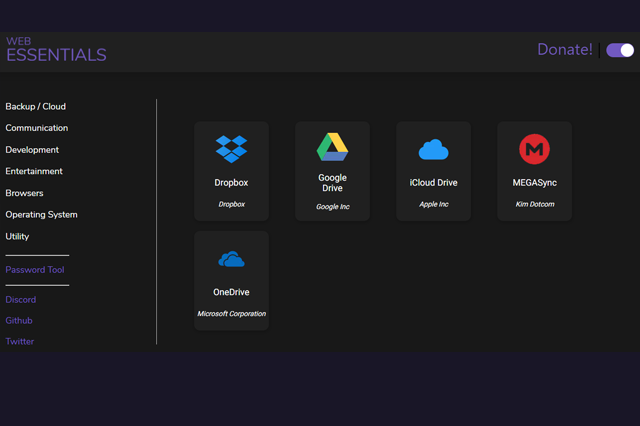 WEB
ESSENTIALS
Donate!
Backup / Cloud
Communication
Development
Entertainment
Browsers
Operating System
Utility
Password Tool
Discord
Github
Twitter
Dropbox
Dropbox
Google
Drive
Google Inc
iCloud Drive
Apple Inc
MEGASync
Kim Dotcom
OneDrive
Microsoft Corporation